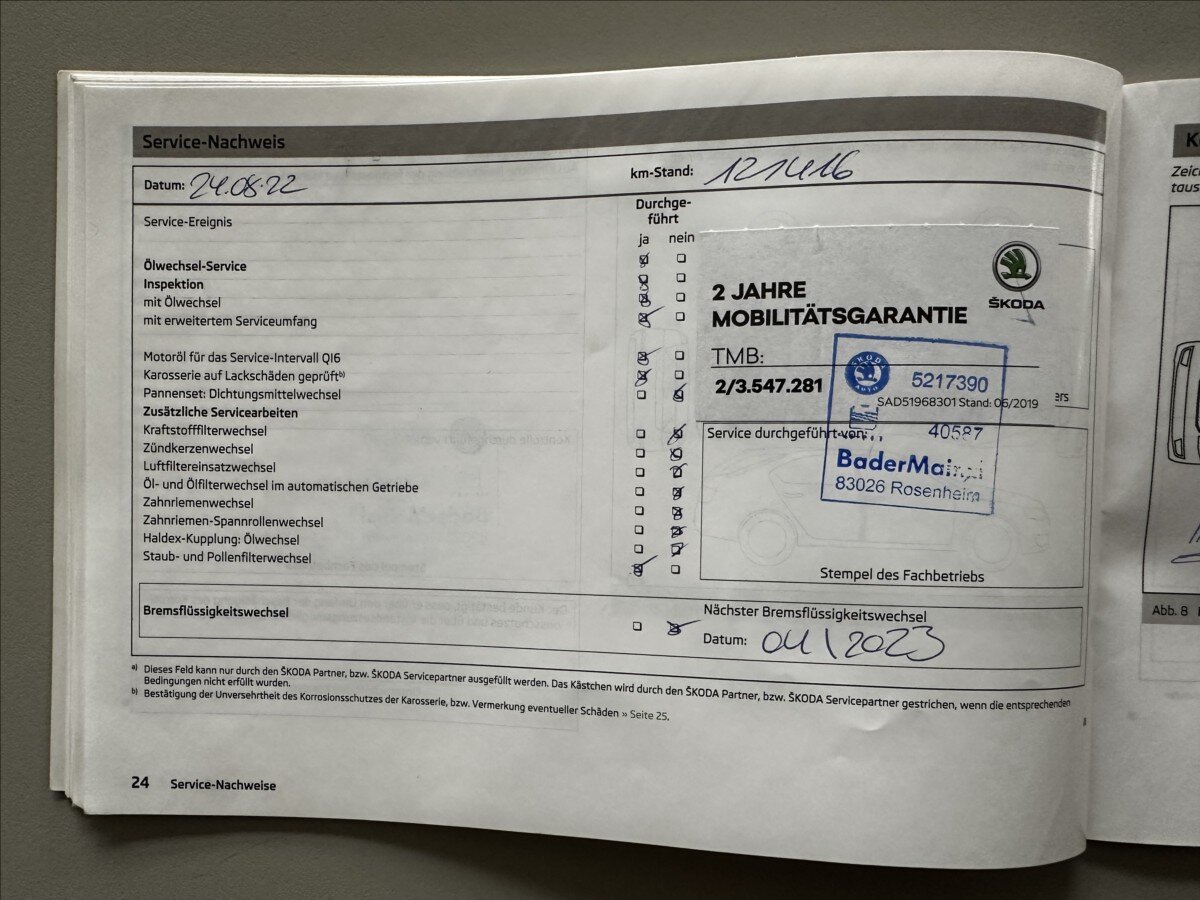 Service-Nachweis
Datum: 24.08.22
km-Stand: 121416
Service-Ereignis
Durchge-
führt
ja nein
Ölwechsel-Service
Inspektion
mit Ölwechsel
mit erweitertem Serviceumfang
Motoröl für das Service-Intervall QI6
Karosserie auf Lackschäden geprüft b)
Pannenset: Dichtungsmittelwechsel
Zusätzliche Servicearbeiten
Kraftstofffilterwechsel
Zündkerzenwechsel
Luftfiltereinsatzwechsel
Öl- und Ölfilterwechsel im automatischen Getriebe
Zahnriemenwechsel
Zahnriemen-Spannrollenwechsel
Haldex-Kupplung: Ölwechsel
Staub- und Pollenfilterwechsel
ŠKODA
2 JAHRE
MOBILITÄTSGARANTIE
TMB:
2/3.547.281
SAD51968301 Stand: 06/2019
ŠKODA
AUTO
5217390
40587
83026 Rosenheim
Service durchgeführt von:
Stempel des Fachbetriebs
Bremsflüssigkeitswechsel
Nächster Bremsflüssigkeitswechsel
Datum: 04/2023
a) Dieses Feld kann nur durch den ŠKODA Partner, bzw. ŠKODA Servicepartner ausgefüllt werden. Das Kästchen wird durch den ŠKODA Partner, bzw. ŠKODA Servicepartner gestrichen, wenn die entsprechenden
Bedingungen nicht erfüllt wurden.
b) Bestätigung der Unversehrtheit des Korrosionsschutzes der Karosserie, bzw. Vermerkung eventueller Schäden » Seite 25.
24 Service-Nachweise
Abb. 8